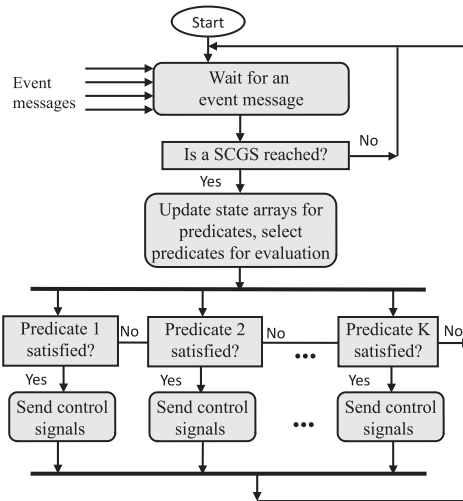 Start
Event
messages
Wait for an
event message
Is a SCGS reached?
No
Yes
Update state arrays for
predicates, select
predicates for evaluation
Predicate 1
satisfied?
No
Predicate 2
satisfied?
No
...
Predicate K
satisfied?
No
Yes
Yes
Yes
Send control
signals
Send control
signals
...
Send control
signals